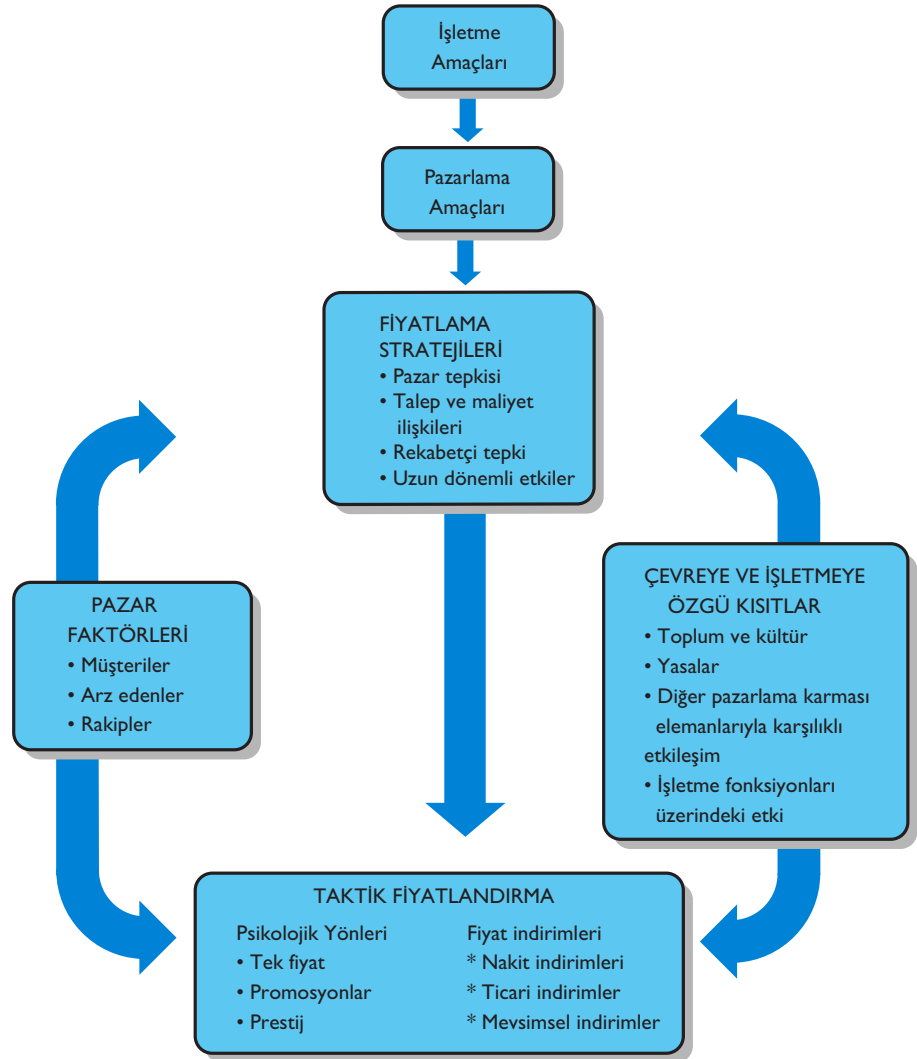 İşletme
Amaçları
Pazarlama
Amaçları
FİYATLAMA
STRATEJİLERİ
• Pazar tepkisi
• Talep ve maliyet
ilişkileri
• Rekabetçi tepki
• Uzun dönemli etkiler
PAZAR
FAKTÖRLERİ
• Müşteriler
• Arz edenler
• Rakipler
ÇEVREYE VE İŞLETMEYE
ÖZGÜ KISITLAR
• Toplum ve kültür
• Yasalar
• Diğer pazarlama karması
elemanlarıyla karşılıklı
etkileşim
• İşletme fonksiyonları
üzerindeki etki
TAKTİK FİYATLANDIRMA
Psikolojik Yönleri
• Tek fiyat
• Promosyonlar
• Prestij
Fiyat indirimleri
* Nakit indirimleri
* Ticari indirimler
* Mevsimsel indirimler